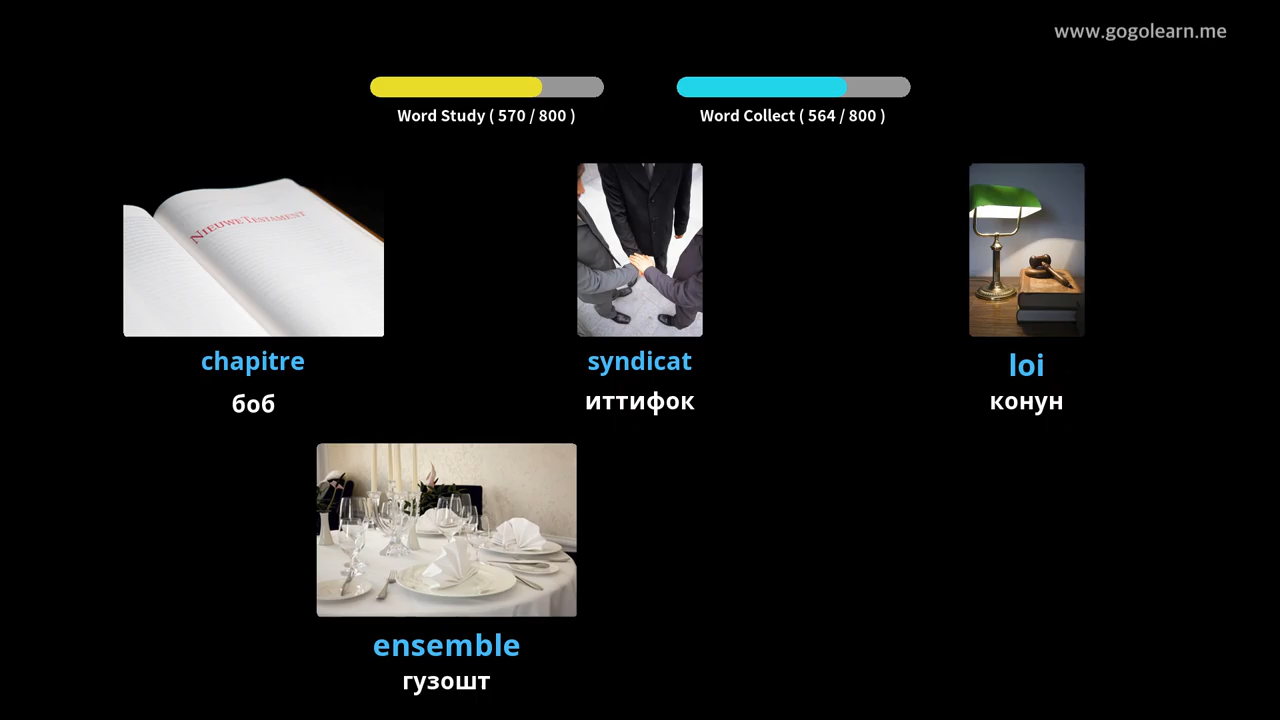 www.gogolearn.me
Word Study ( 570 / 800 )
Word Collect ( 564 / 800 )
NIEUWE TESTAMENT
chapitre
боб
syndicat
иттифок
loi
конун
ensemble
гузошт